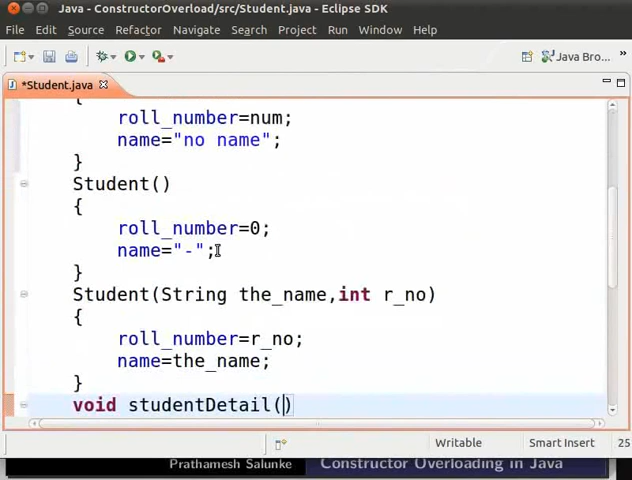 Java - ConstructorOverload/src/Student.java - Eclipse SDK
File Edit Source Refactor Navigate Search Project Run Window Help
Java Bro... »
*Student.java
{
roll_number=num;
name="no name";
}
Student()
{
roll_number=0;
name="-";
}
Student(String the_name,int r_no)
{
roll_number=r_no;
name=the_name;
}
void studentDetail()
Writable Smart Insert 25
Prathamesh Salunke Constructor Overloading in Java